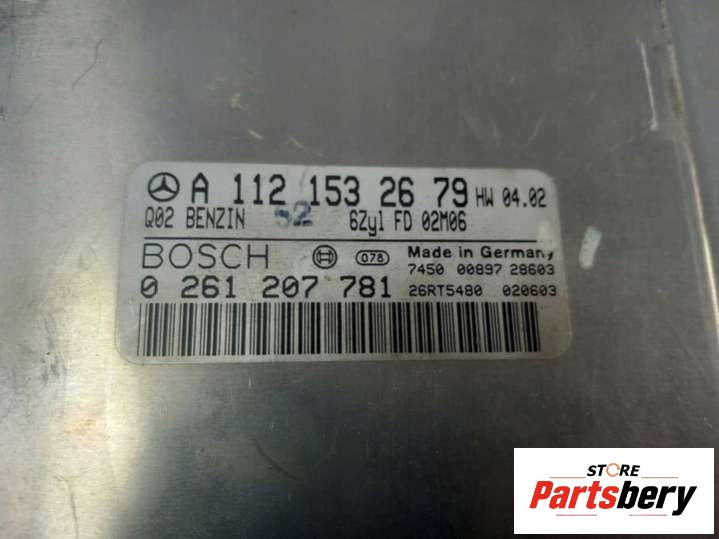 A 112 153 26 79 HW 04.02
Q02 BENZIN 52 6Zyl FD 02M06
BOSCH 078 Made in Germany
7450 00897 28603
0 261 207 781 26RT5480 020603
STORE
Partsbery